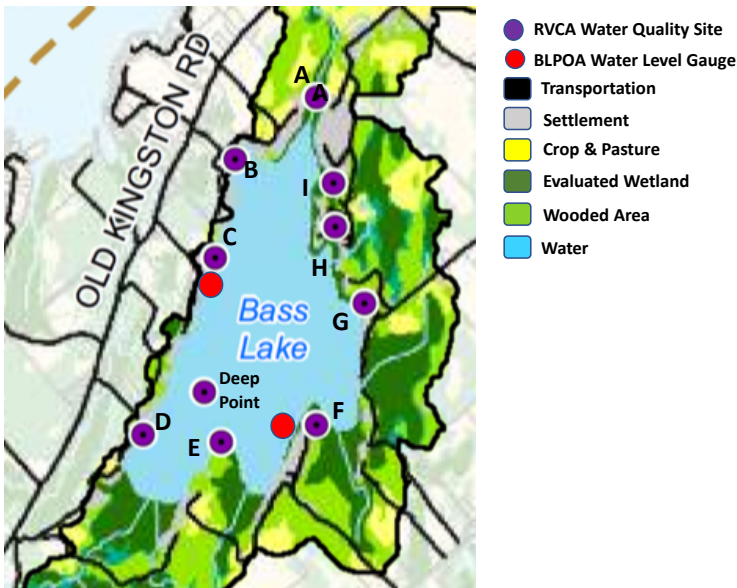 A
A
B
I
OLD KINGSTON RD
C
H
G
Bass
Lake
Deep
Point
D
E
F
RVCA Water Quality Site
BLPOA Water Level Gauge
Transportation
Settlement
Crop & Pasture
Evaluated Wetland
Wooded Area
Water